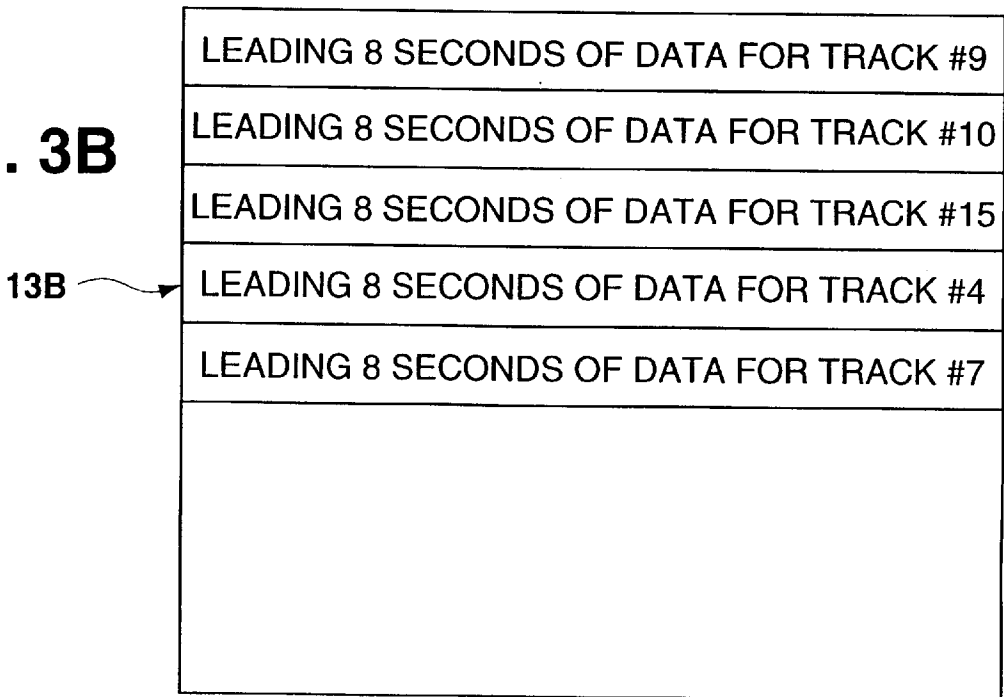 LEADING 8 SECONDS OF DATA FOR TRACK #9
. 3B
LEADING 8 SECONDS OF DATA FOR TRACK #10
LEADING 8 SECONDS OF DATA FOR TRACK #15
13B
LEADING 8 SECONDS OF DATA FOR TRACK #4
LEADING 8 SECONDS OF DATA FOR TRACK #7